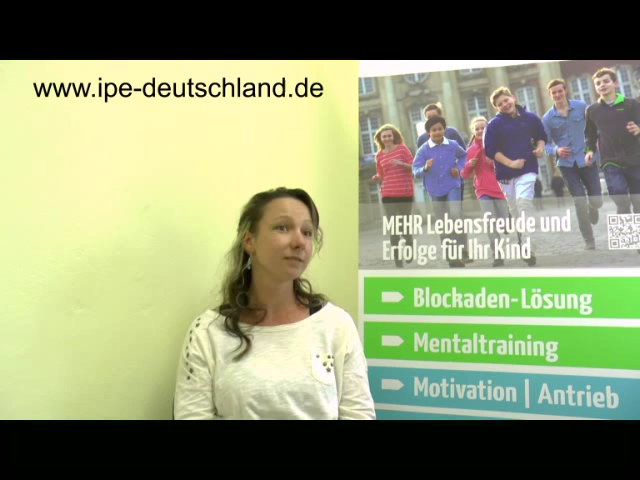 www.ipe-deutschland.de
MEHR Lebensfreude und
Erfolge für Ihr Kind
Blockaden-Lösung
Mentaltraining
Motivation | Antrieb